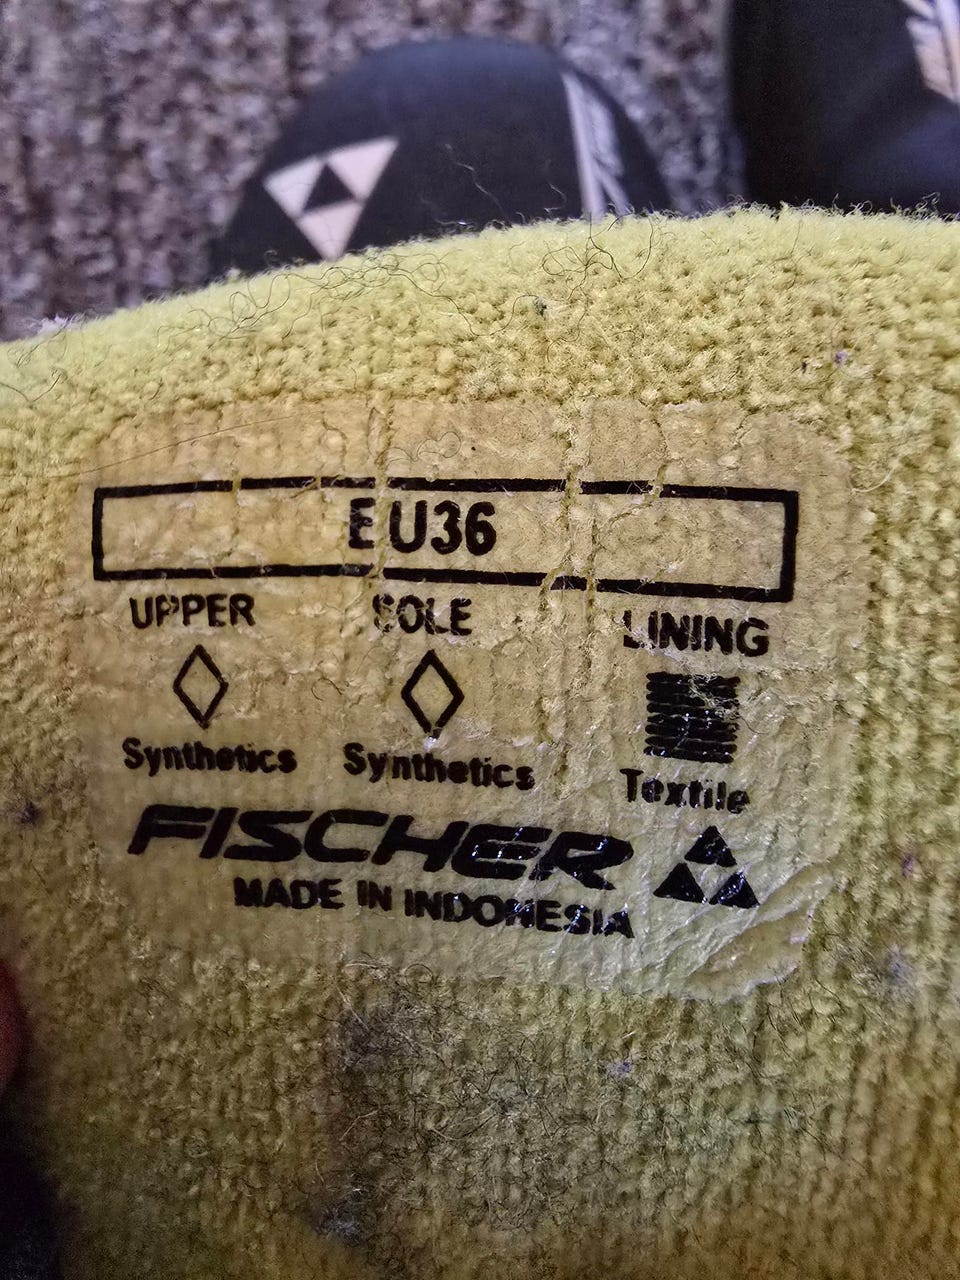 EU36
UPPER SOLE LINING
Synthetics Synthetics Textile
FISCHER
MADE IN INDONESIA